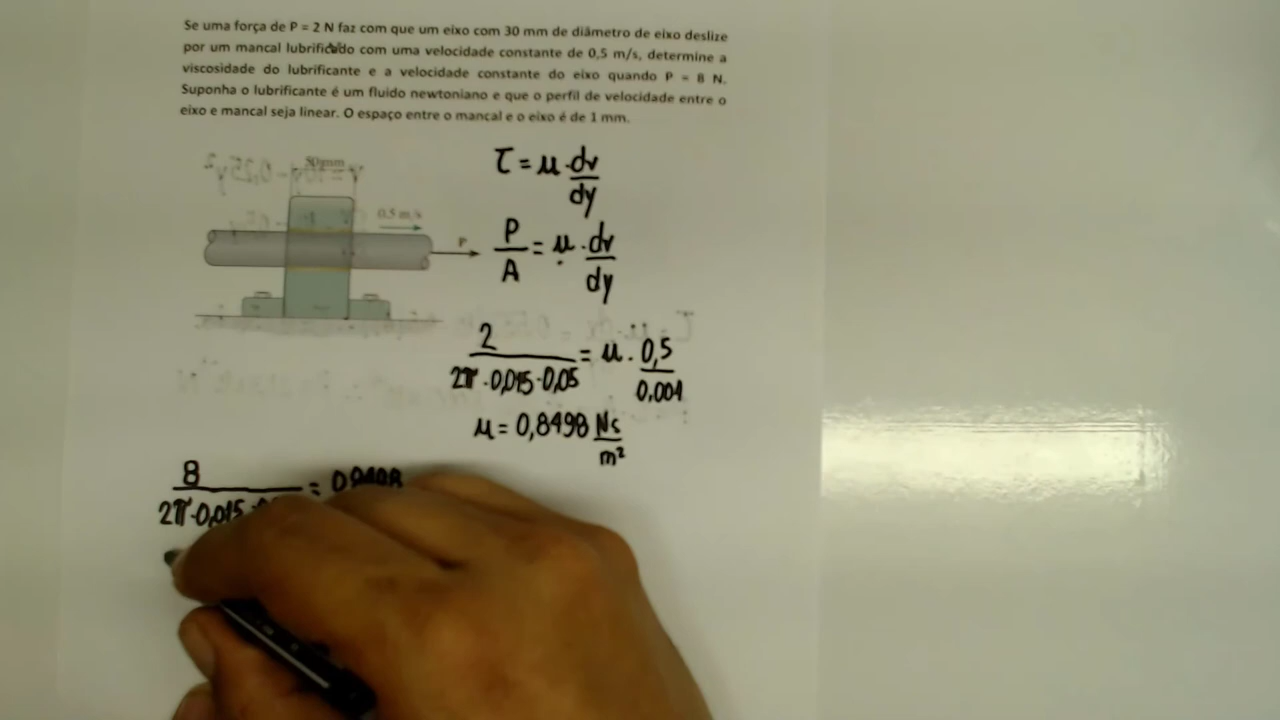 Se uma força de P = 2 N faz com que um eixo com 30 mm de diâmetro de eixo deslize
por um mancal lubrificado com uma velocidade constante de 0,5 m/s, determine a
viscosidade do lubrificante e a velocidade constante do eixo quando P = 8 N.
Suponha o lubrificante é um fluido newtoniano e que o perfil de velocidade entre o
eixo e mancal seja linear. O espaço entre o mancal e o eixo é de 1 mm.
50 mm
0.5 m/s
P
τ = μ · dv/dy
P/A = μ · dv/dy
2/(2π · 0,015 · 0,05) = μ · 0,5/0,001
μ = 0,8498 Ns/m²
8
2π · 0,015
=